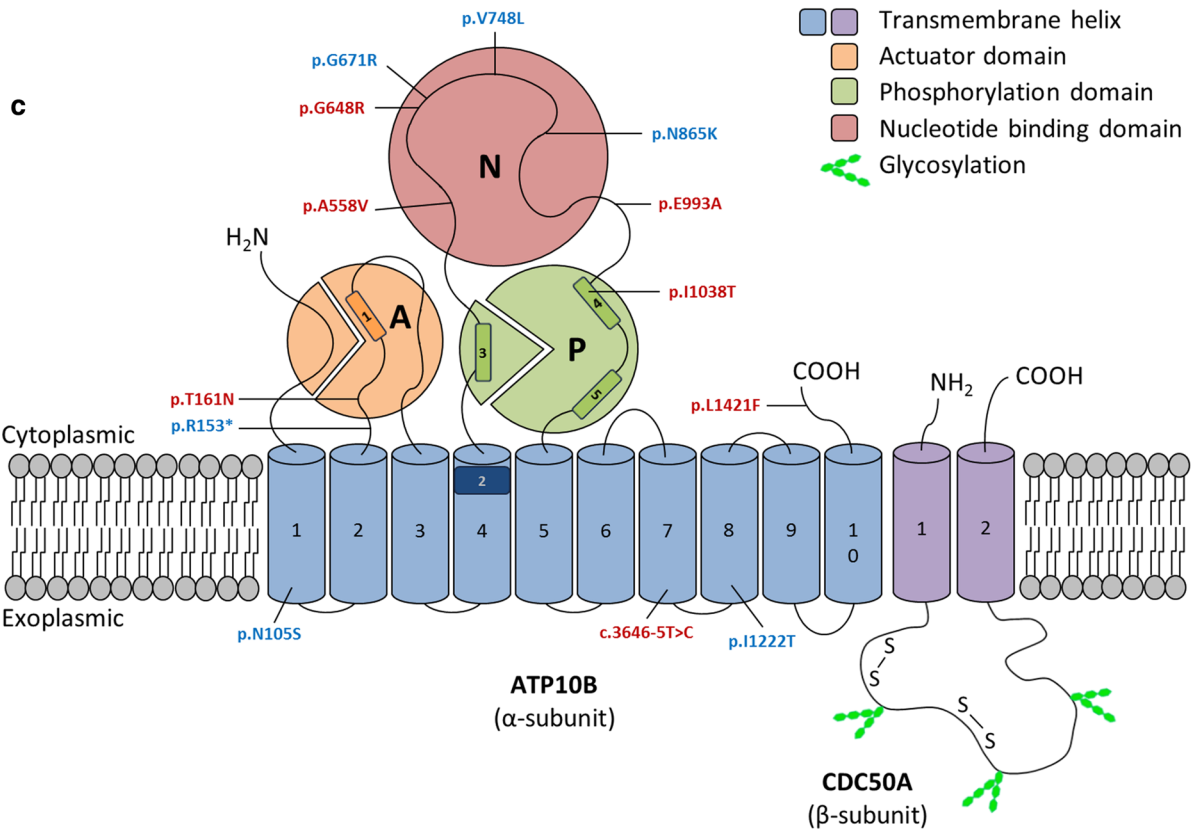 c
p.V748L
p.G671R
p.G648R
p.N865K
N
p.A558V
p.E993A
H₂N
p.I1038T
1
A
3
P
4
5
p.T161N
p.R153*
p.L1421F
COOH
NH₂
COOH
Transmembrane helix
Actuator domain
Phosphorylation domain
Nucleotide binding domain
Glycosylation
Cytoplasmic
2
1
2
3
4
5
6
7
8
9
1
0
1
2
Exoplasmic
p.N105S
c.3646-5T>C
p.I1222T
S
S
S
S
ATP10B
(α-subunit)
CDC50A
(β-subunit)